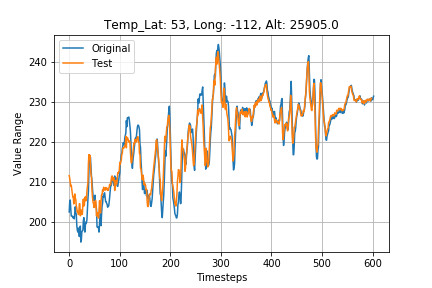 Temp_Lat: 53, Long: -112, Alt: 25905.0
Original
Test
Value Range
240
230
220
210
200
0 100 200 300 400 500 600
Timesteps